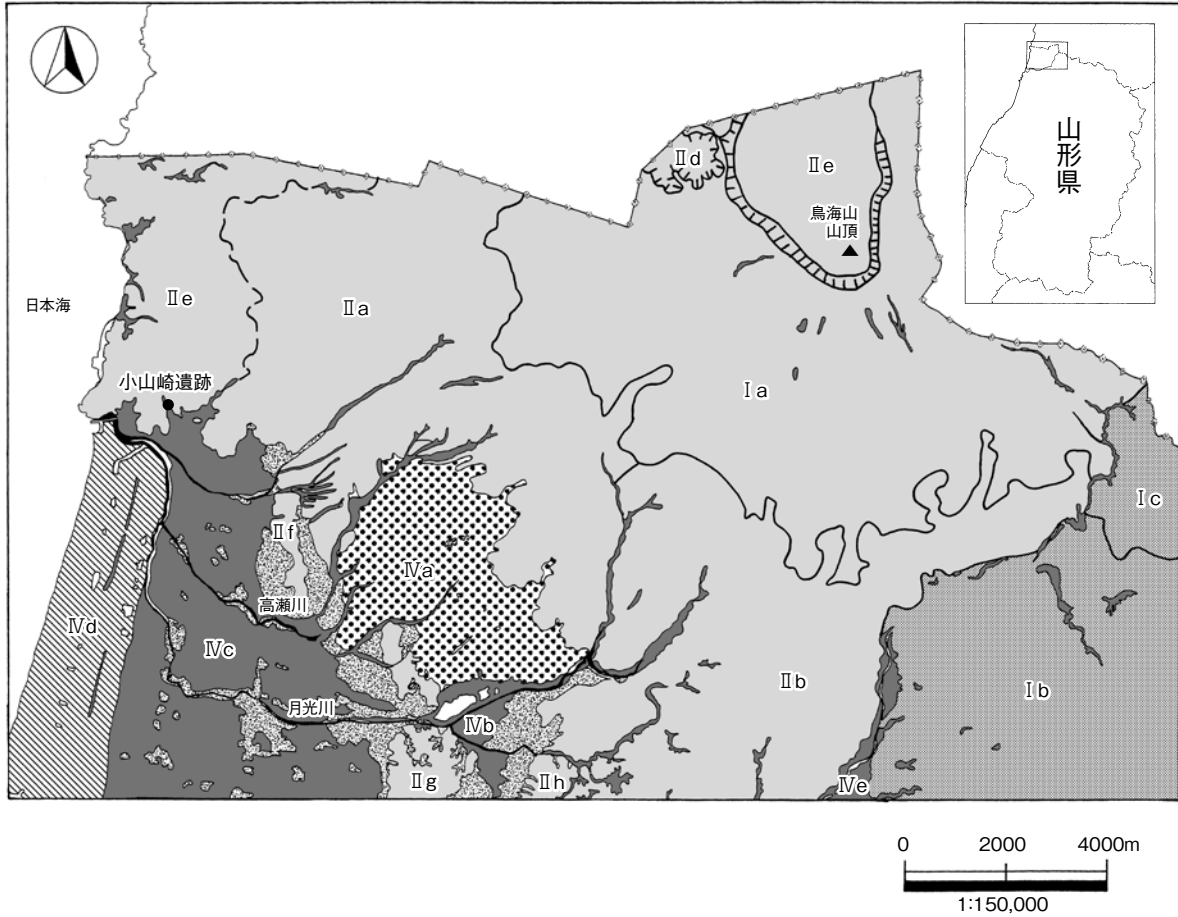 山形県
Ⅱd
Ⅱe
鳥海山
山頂
日本海
Ⅱe
Ⅱa
小山崎遺跡
Ⅰa
Ⅰc
Ⅱf
Ⅳa
高瀬川
Ⅳd
Ⅳc
Ⅱb
Ⅰb
月光川
Ⅳb
Ⅱg
Ⅱh
Ⅳe
0 2000 4000m
1:150,000